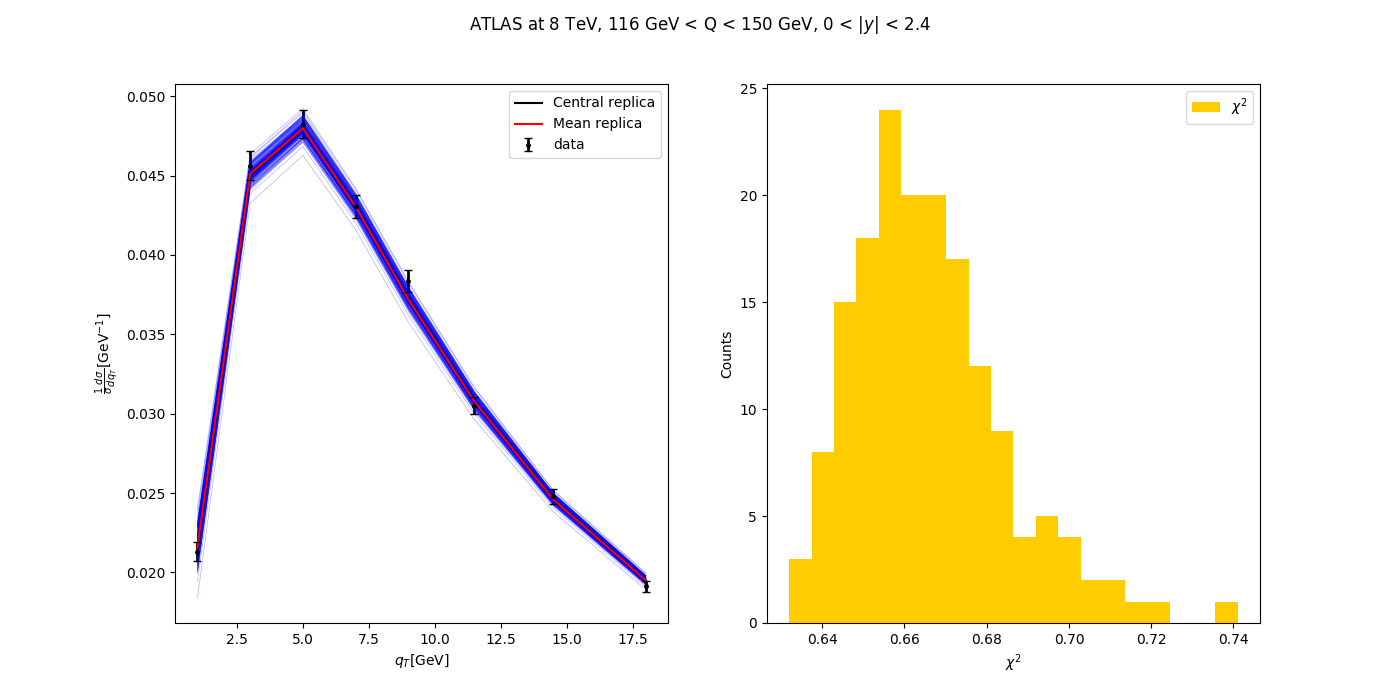 ATLAS at 8 TeV, 116 GeV < Q < 150 GeV, 0 < |y| < 2.4
0.050
0.045
0.040
0.035
0.030
0.025
0.020
2.5 5.0 7.5 10.0 12.5 15.0 17.5
q_T[GeV]
\frac{1}{σ}\frac{dσ}{dq_T}[GeV⁻¹]
Central replica
Mean replica
data
25
20
15
10
5
0
0.64 0.66 0.68 0.70 0.72 0.74
χ²
Counts
χ²